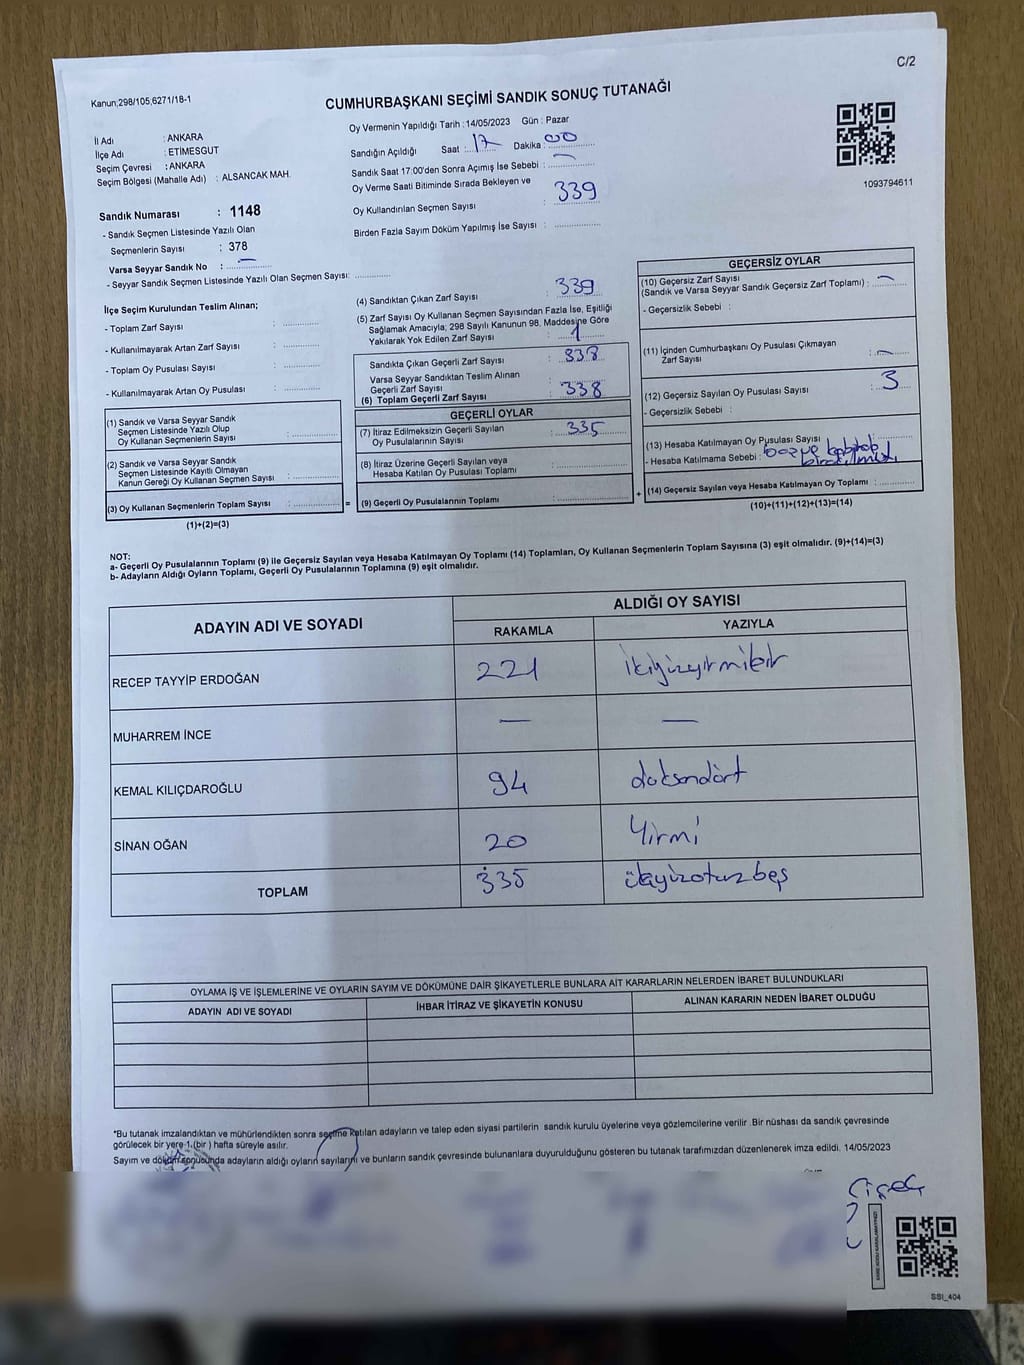 C/2
Kanun;298/105;6271/18-1
CUMHURBAŞKANI SEÇİMİ SANDIK SONUÇ TUTANAĞI
İl Adı : ANKARA
İlçe Adı : ETİMESGUT
Seçim Çevresi : ANKARA
Seçim Bölgesi (Mahalle Adı) : ALSANCAK MAH.
Oy Vermenin Yapıldığı Tarih : 14/05/2023 Gün : Pazar
Sandığın Açıldığı Saat : 17 Dakika : 00
Sandık Saat 17:00'den Sonra Açımış İse Sebebi : —
Oy Verme Saati Bitiminde Sırada Bekleyen ve
Oy Kullandırılan Seçmen Sayısı : 339
Birden Fazla Sayım Döküm Yapılmış İse Sayısı :
1093794611
Sandık Numarası : 1148
- Sandık Seçmen Listesinde Yazılı Olan
Seçmenlerin Sayısı : 378
Varsa Seyyar Sandık No : —
- Seyyar Sandık Seçmen Listesinde Yazılı Olan Seçmen Sayısı:
İlçe Seçim Kurulundan Teslim Alınan;
- Toplam Zarf Sayısı :
- Kullanılmayarak Artan Zarf Sayısı :
- Toplam Oy Pusulası Sayısı :
- Kullanılmayarak Artan Oy Pusulası :
(1) Sandık ve Varsa Seyyar Sandık
Seçmen Listesinde Yazılı Olup
Oy Kullanan Seçmenlerin Sayısı :
(2) Sandık ve Varsa Seyyar Sandık
Seçmen Listesinde Kayıtlı Olmayan
Kanun Gereği Oy Kullanan Seçmen Sayısı :
(3) Oy Kullanan Seçmenlerin Toplam Sayısı : =
(1)+(2)=(3)
(4) Sandıktan Çıkan Zarf Sayısı : 339
(5) Zarf Sayısı Oy Kullanan Seçmen Sayısından Fazla İse, Eşitliği
Sağlamak Amacıyla; 298 Sayılı Kanunun 98. Maddesine Göre
Yakılarak Yok Edilen Zarf Sayısı : 1
Sandıkta Çıkan Geçerli Zarf Sayısı : 338
Varsa Seyyar Sandıktan Teslim Alınan
Geçerli Zarf Sayısı :
(6) Toplam Geçerli Zarf Sayısı : 338
GEÇERLİ OYLAR
(7) İtiraz Edilmeksizin Geçerli Sayılan
Oy Pusulalarının Sayısı : 335
(8) İtiraz Üzerine Geçerli Sayılan veya
Hesaba Katılan Oy Pusulası Toplamı :
(9) Geçerli Oy Pusulalarının Toplamı : +
GEÇERSİZ OYLAR
(10) Geçersiz Zarf Sayısı
(Sandık ve Varsa Seyyar Sandık Geçersiz Zarf Toplamı) : —
- Geçersizlik Sebebi :
(11) İçinden Cumhurbaşkanı Oy Pusulası Çıkmayan
Zarf Sayısı : —
(12) Geçersiz Sayılan Oy Pusulası Sayısı : 3
- Geçersizlik Sebebi :
(13) Hesaba Katılmayan Oy Pusulası Sayısı :
- Hesaba Katılmama Sebebi :
(14) Geçersiz Sayılan veya Hesaba Katılmayan Oy Toplamı :
(10)+(11)+(12)+(13)=(14)
NOT:
a- Geçerli Oy Pusulalarının Toplamı (9) ile Geçersiz Sayılan veya Hesaba Katılmayan Oy Toplamı (14) Toplamları, Oy Kullanan Seçmenlerin Toplam Sayısına (3) eşit olmalıdır. (9)+(14)=(3)
b- Adayların Aldığı Oyların Toplamı, Geçerli Oy Pusulalarının Toplamına (9) eşit olmalıdır.
ADAYIN ADI VE SOYADI
ALDIĞI OY SAYISI
RAKAMLA YAZIYLA
RECEP TAYYİP ERDOĞAN 221 ikiyüzyirmibir
MUHARREM İNCE — —
KEMAL KILIÇDAROĞLU 94 doksandört
SİNAN OĞAN 20 Yirmi
TOPLAM 335 üçyüzotuzbeş
OYLAMA İŞ VE İŞLEMLERİNE VE OYLARIN SAYIM VE DÖKÜMÜNE DAİR ŞİKAYETLERLE BUNLARA AİT KARARLARIN NELERDEN İBARET BULUNDUKLARI
ADAYIN ADI VE SOYADI İHBAR İTİRAZ VE ŞİKAYETİN KONUSU ALINAN KARARIN NEDEN İBARET OLDUĞU
*Bu tutanak imzalandıktan ve mühürlendikten sonra seçime katılan adayların ve talep eden siyasi partilerin sandık kurulu üyelerine veya gözlemcilerine verilir .Bir nüshası da sandık çevresinde
görülecek bir yere 1.(bir ) hafta süreyle asılır.
Sayım ve döküm sonucunda adayların aldığı oyların sayılarını ve bunların sandık çevresinde bulunanlara duyurulduğunu gösteren bu tutanak tarafımızdan düzenlenerek imza edildi. 14/05/2023
SSI_404